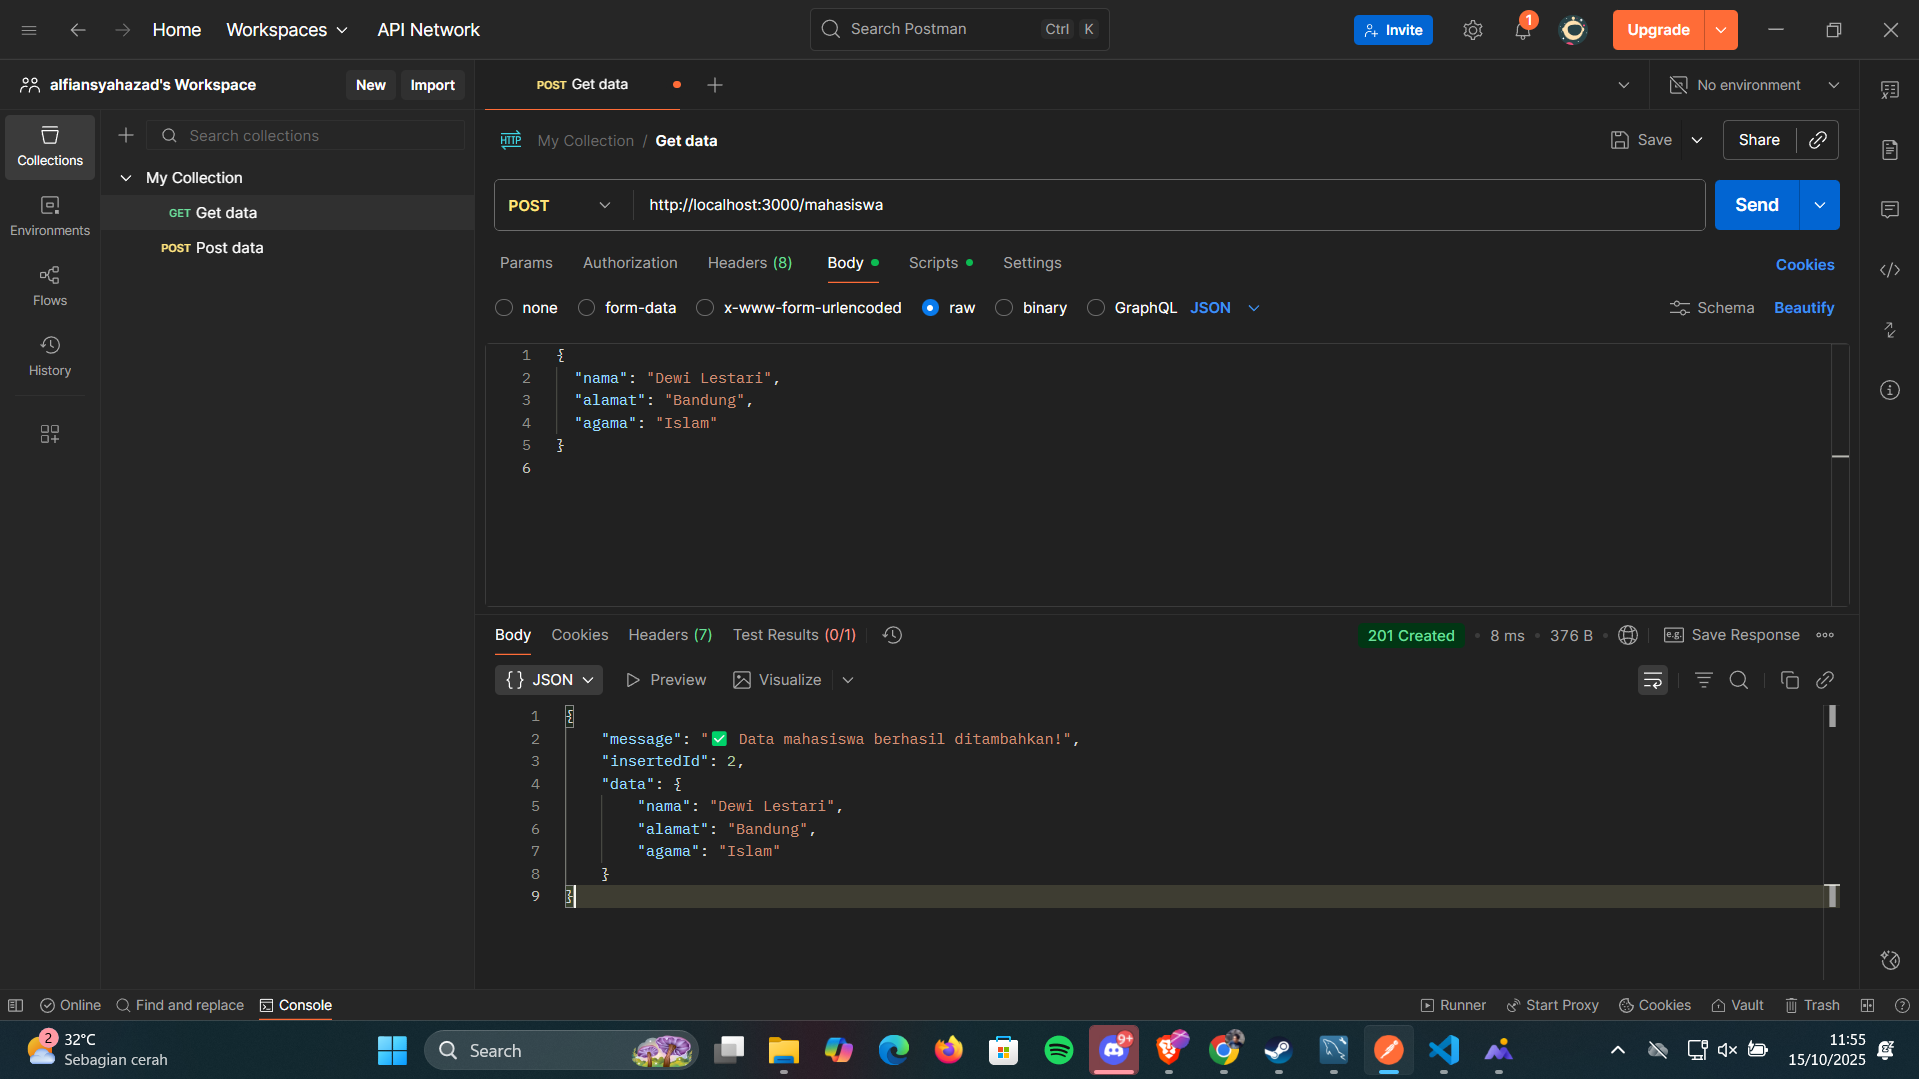 Home
Workspaces
API Network
Search Postman
Ctrl K
Invite
1
Upgrade
alfiansyahazad's Workspace
New
Import
POST Get data
No environment
Collections
Environments
Flows
History
Search collections
My Collection
GET Get data
POST Post data
HTTP
My Collection / Get data
Save
Share
POST
http://localhost:3000/mahasiswa
Send
Params
Authorization
Headers (8)
Body
Scripts
Settings
Cookies
none
form-data
x-www-form-urlencoded
raw
binary
GraphQL
JSON
Schema
Beautify
1 {
2 "nama": "Dewi Lestari",
3 "alamat": "Bandung",
4 "agama": "Islam"
5 }
6
Body
Cookies
Headers (7)
Test Results (0/1)
201 Created
8 ms
376 B
e.g. Save Response
{} JSON
Preview
Visualize
1 {
2 "message": "✅ Data mahasiswa berhasil ditambahkan!",
3 "insertedId": 2,
4 "data": {
5 "nama": "Dewi Lestari",
6 "alamat": "Bandung",
7 "agama": "Islam"
8 }
9 }
Online
Find and replace
Console
Runner
Start Proxy
Cookies
Vault
Trash
2
32°C
Sebagian cerah
Search
9+
11:55
15/10/2025